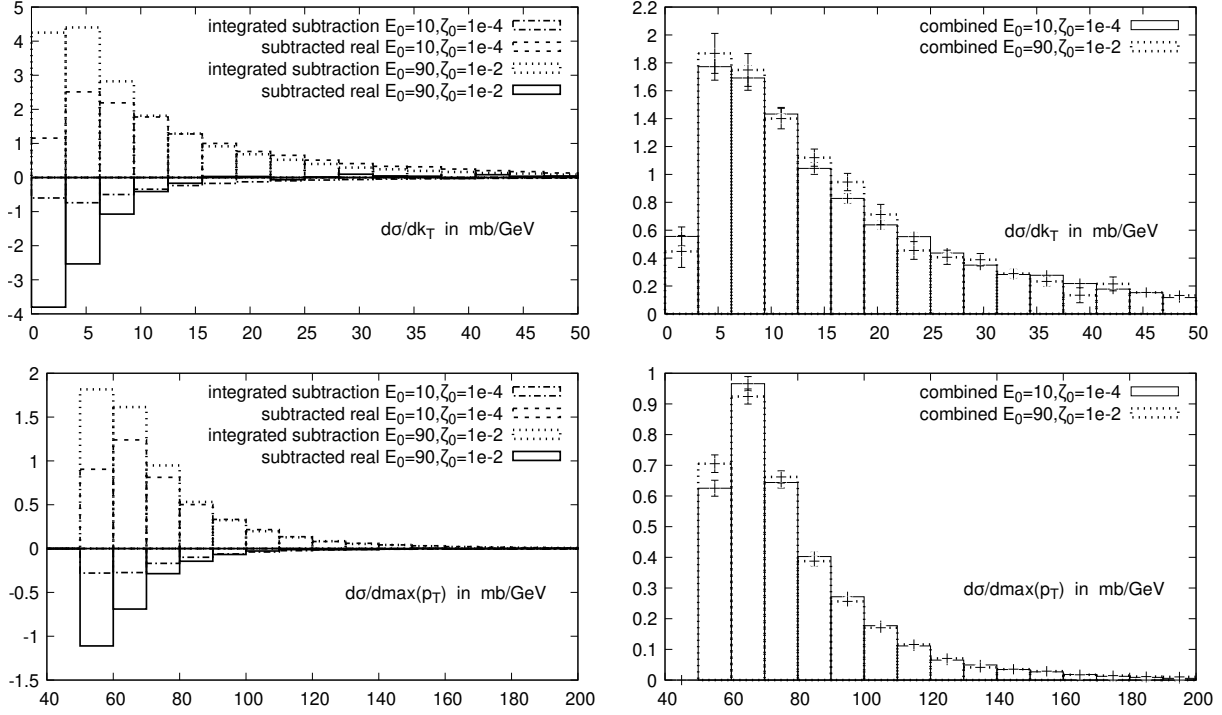 5
4
3
2
1
0
-1
-2
-3
-4
integrated subtraction E₀=10,ζ₀=1e-4
subtracted real E₀=10,ζ₀=1e-4
integrated subtraction E₀=90,ζ₀=1e-2
subtracted real E₀=90,ζ₀=1e-2
dσ/dk_T in mb/GeV
0 5 10 15 20 25 30 35 40 45 50
2.2
2
1.8
1.6
1.4
1.2
1
0.8
0.6
0.4
0.2
0
combined E₀=10,ζ₀=1e-4
combined E₀=90,ζ₀=1e-2
dσ/dk_T in mb/GeV
0 5 10 15 20 25 30 35 40 45 50
2
1.5
1
0.5
0
-0.5
-1
-1.5
integrated subtraction E₀=10,ζ₀=1e-4
subtracted real E₀=10,ζ₀=1e-4
integrated subtraction E₀=90,ζ₀=1e-2
subtracted real E₀=90,ζ₀=1e-2
dσ/dmax(p_T) in mb/GeV
40 60 80 100 120 140 160 180 200
1
0.9
0.8
0.7
0.6
0.5
0.4
0.3
0.2
0.1
0
combined E₀=10,ζ₀=1e-4
combined E₀=90,ζ₀=1e-2
dσ/dmax(p_T) in mb/GeV
40 60 80 100 120 140 160 180 200